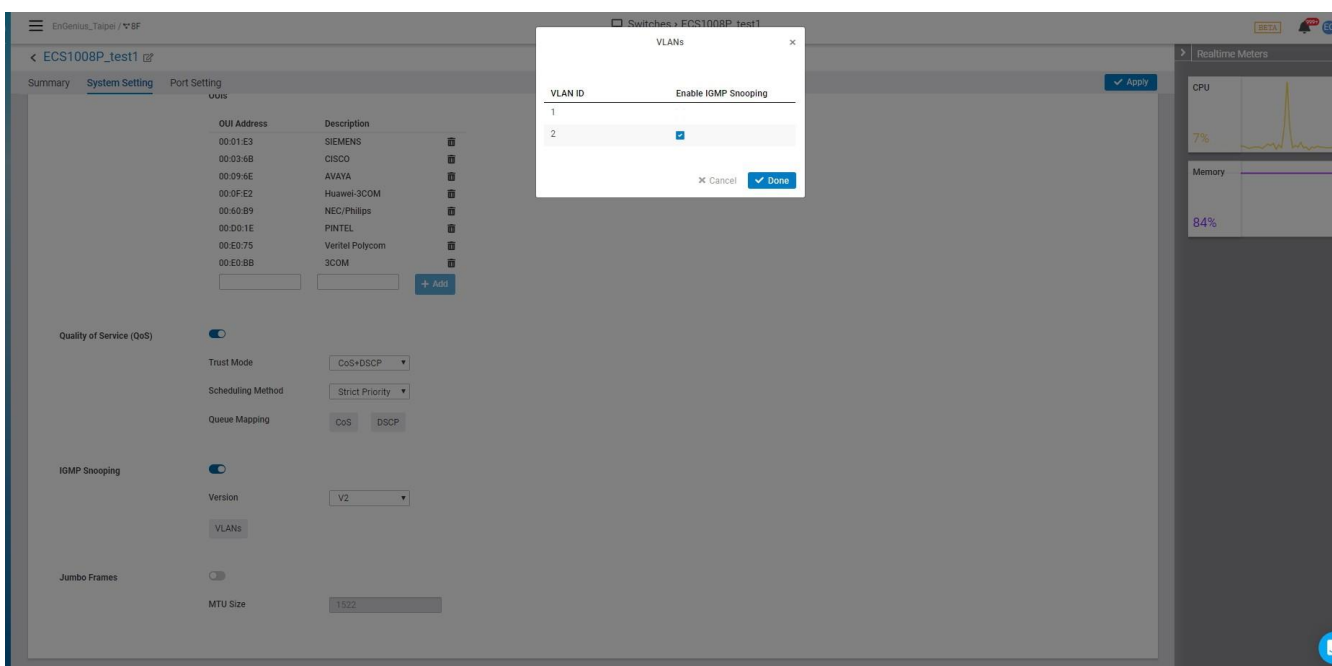 EnGenius_Taipei / 8F
Switches › ECS1008P_test1
BETA
ECS1008P_test1
Realtime Meters
Summary System Setting Port Setting
Apply
VLANs
VLAN ID Enable IGMP Snooping
1
2
Cancel Done
CPU
7%
Memory
84%
OUIs
OUI Address Description
00:01:E3 SIEMENS
00:03:6B CISCO
00:09:6E AVAYA
00:0F:E2 Huawei-3COM
00:60:B9 NEC/Philips
00:D0:1E PINTEL
00:E0:75 Veritel Polycom
00:E0:BB 3COM
+ Add
Quality of Service (QoS)
Trust Mode CoS+DSCP
Scheduling Method Strict Priority
Queue Mapping CoS DSCP
IGMP Snooping
Version V2
VLANs
Jumbo Frames
MTU Size 1522